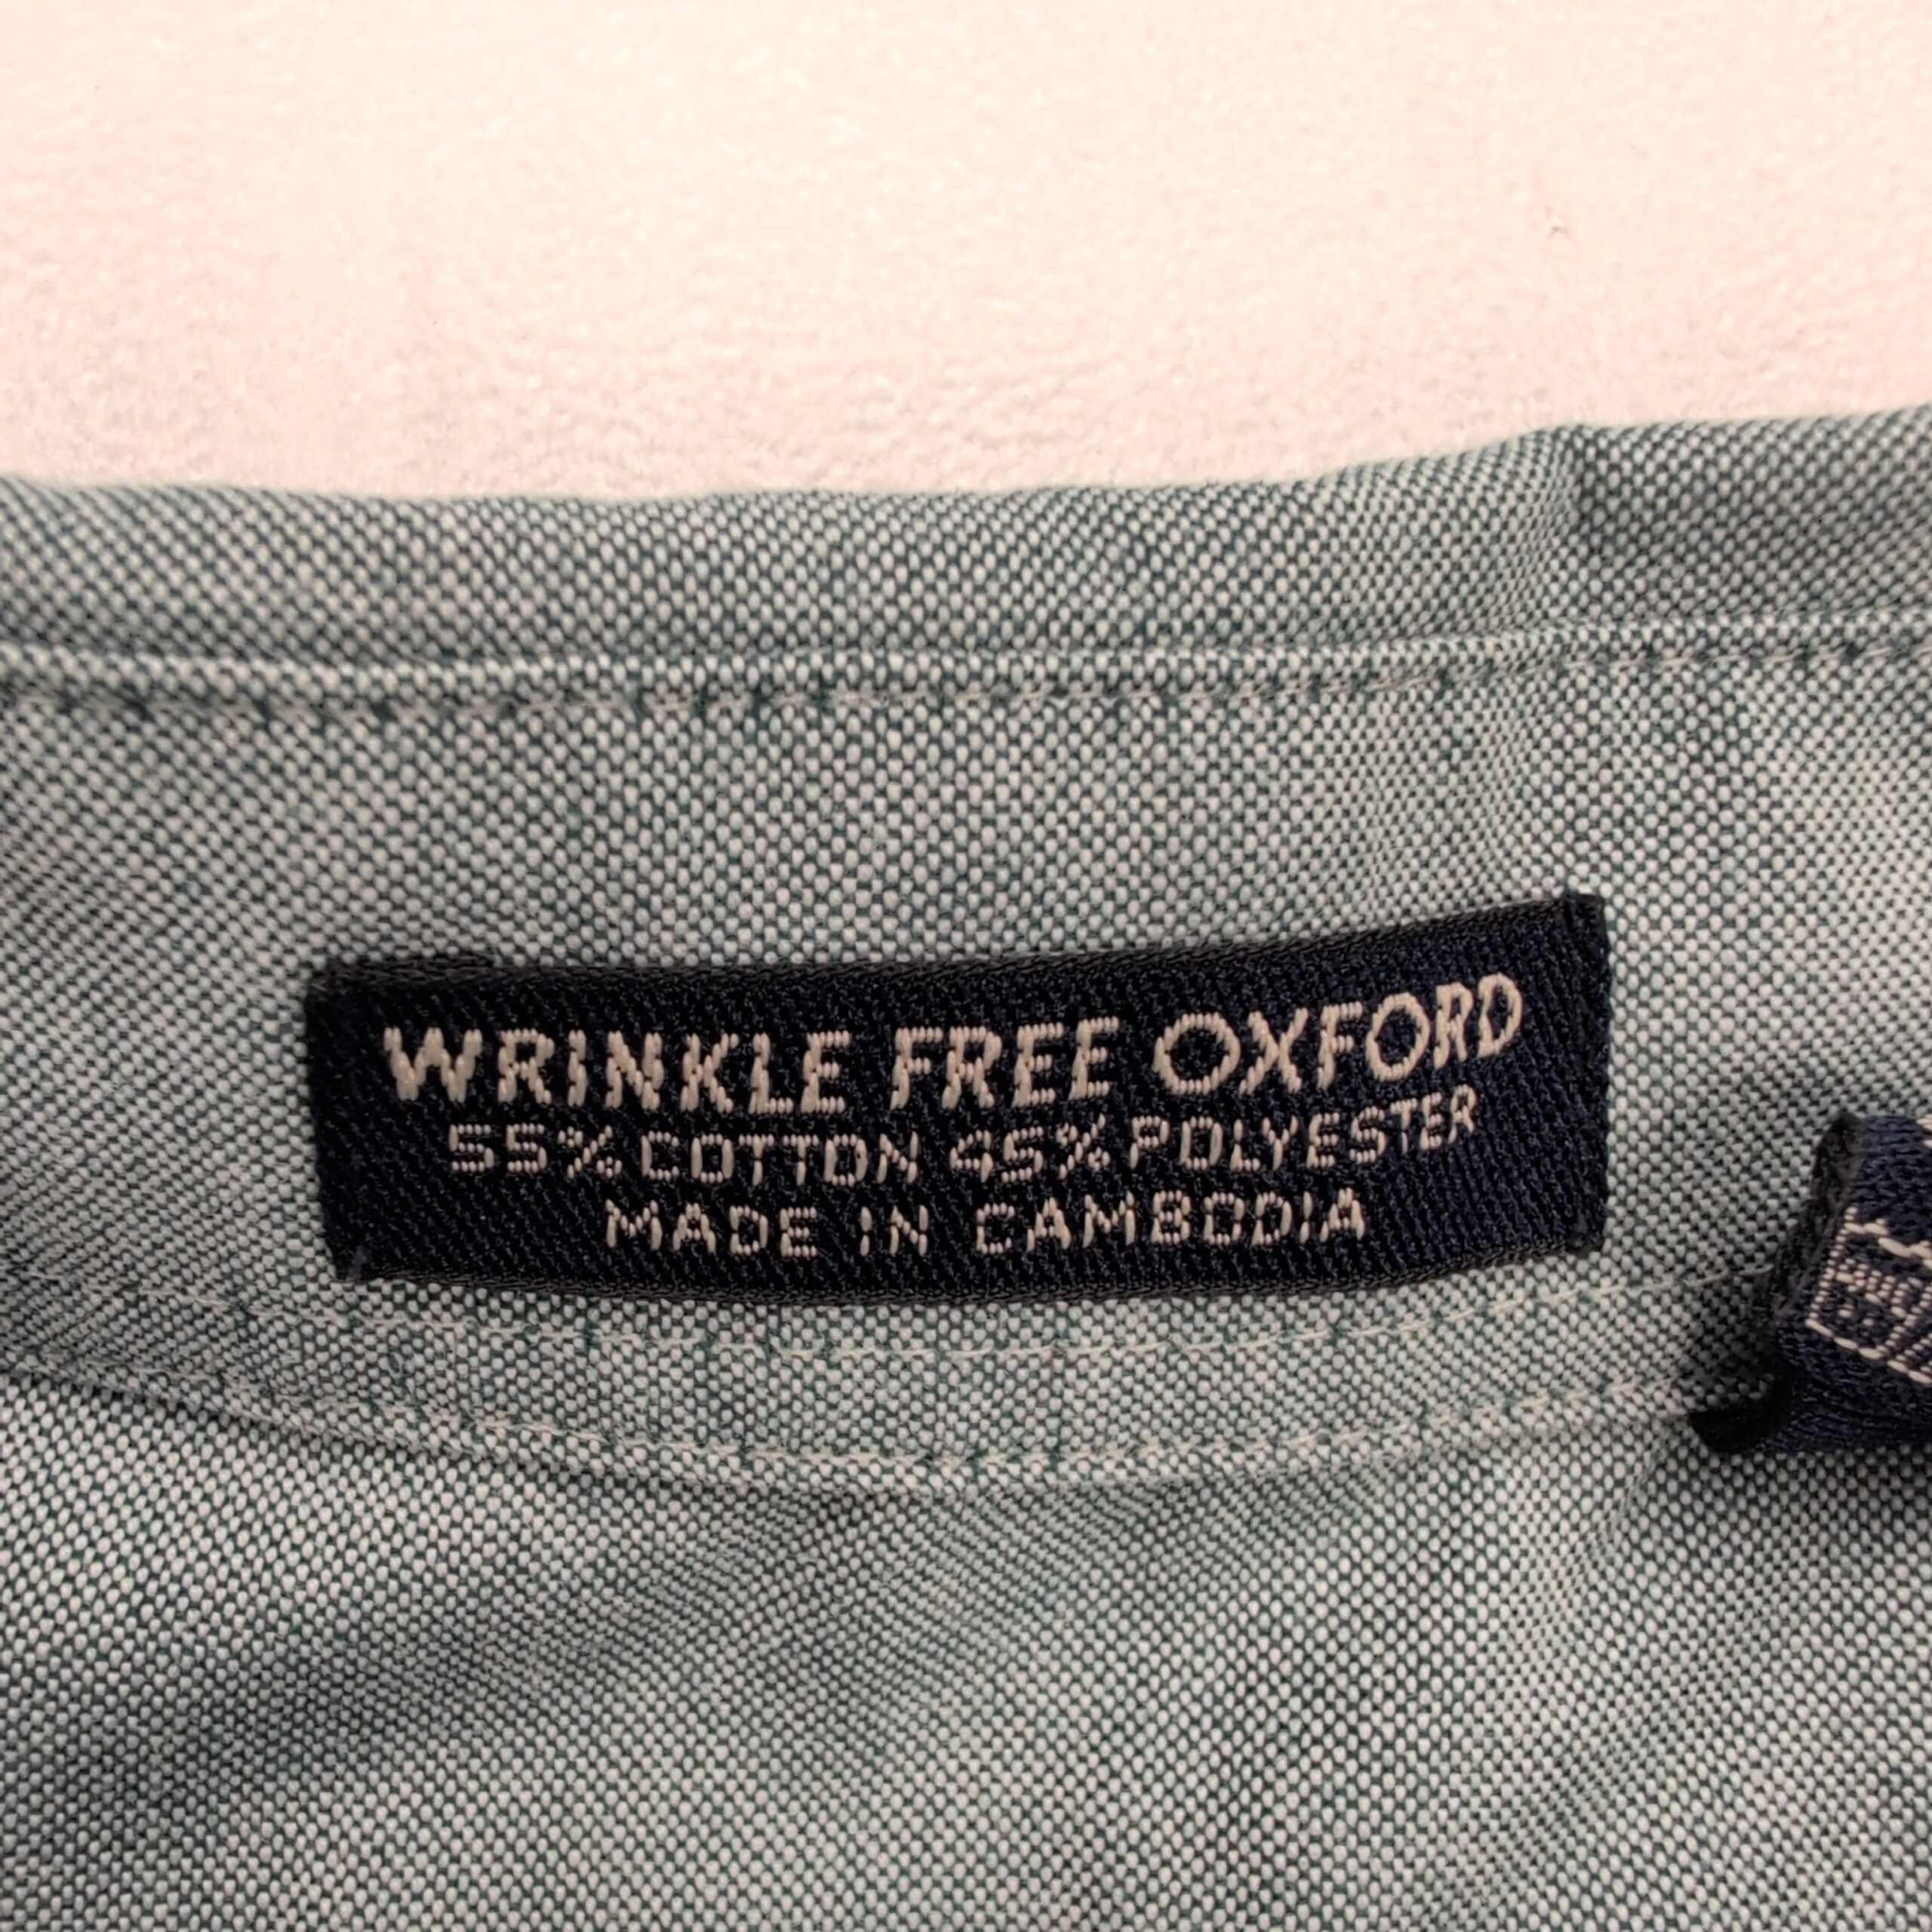 WRINKLE FREE OXFORD
55% COTTON 45% POLYESTER
MADE IN CAMBODIA